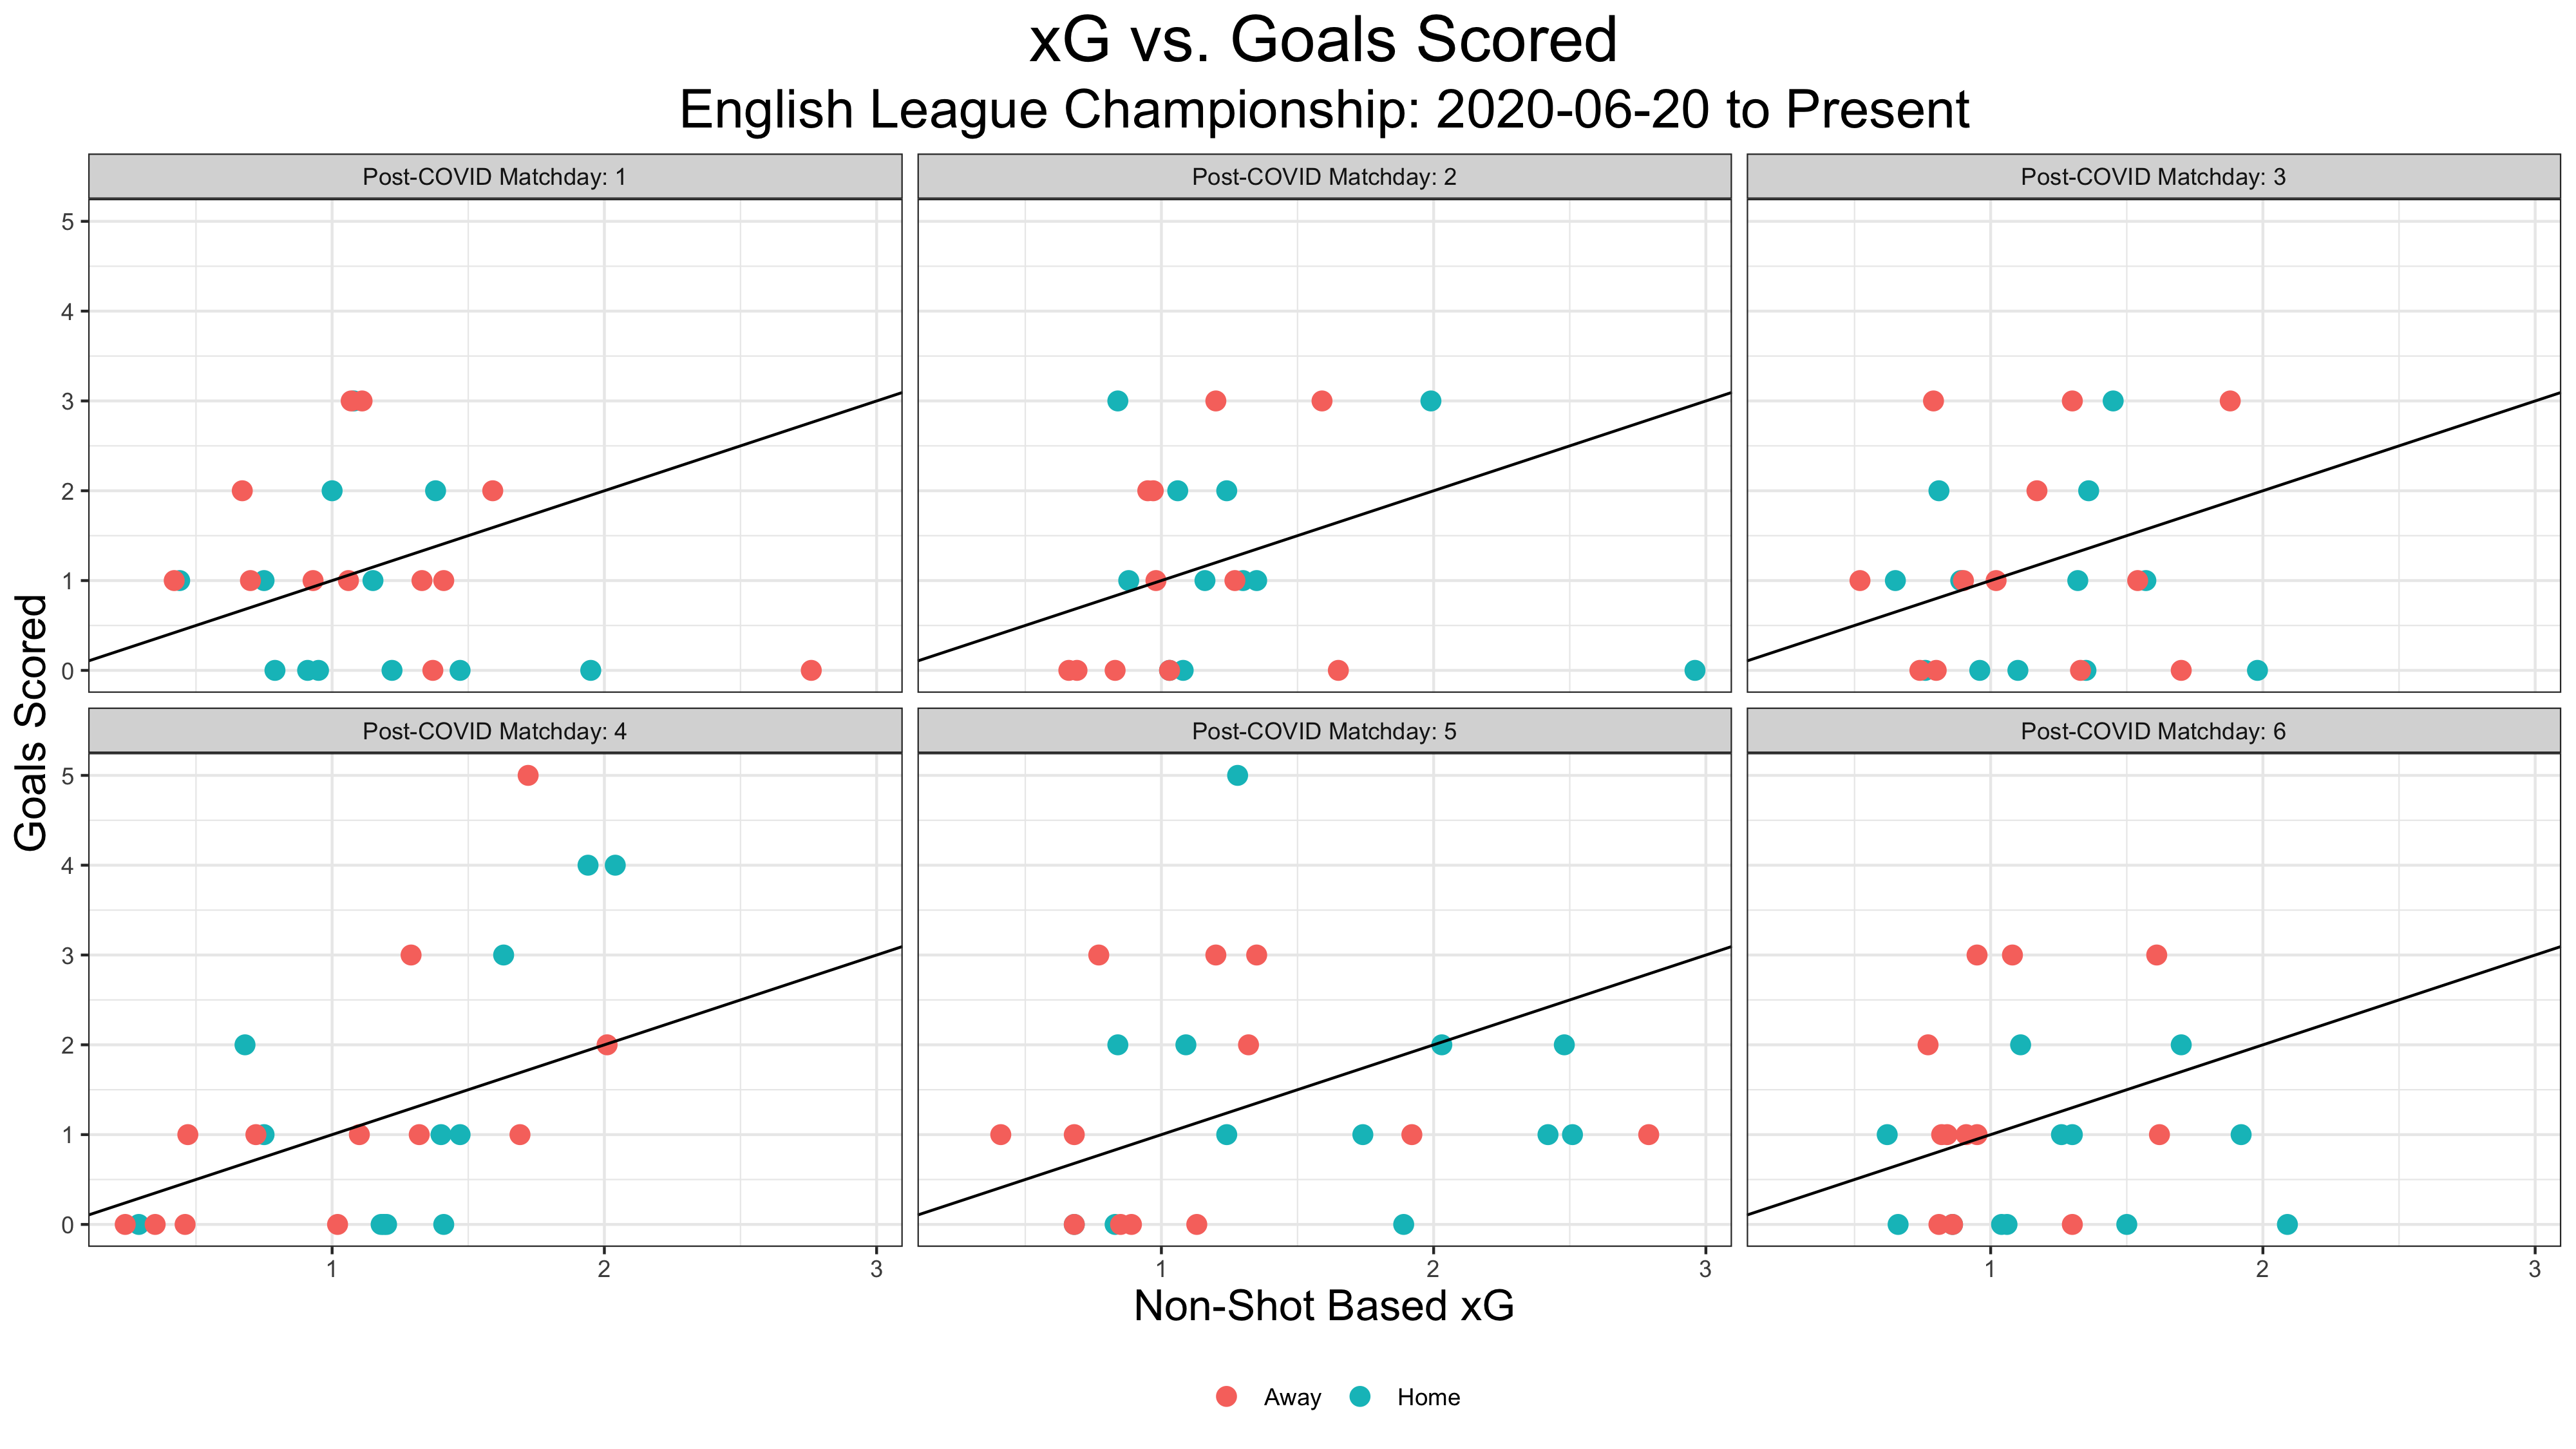 xG vs. Goals Scored
English League Championship: 2020-06-20 to Present
Post-COVID Matchday: 1
Post-COVID Matchday: 2
Post-COVID Matchday: 3
5
4
3
2
1
0
Post-COVID Matchday: 4
Post-COVID Matchday: 5
Post-COVID Matchday: 6
5
4
3
2
1
0
Goals Scored
1 2 3
1 2 3
1 2 3
Non-Shot Based xG
Away
Home